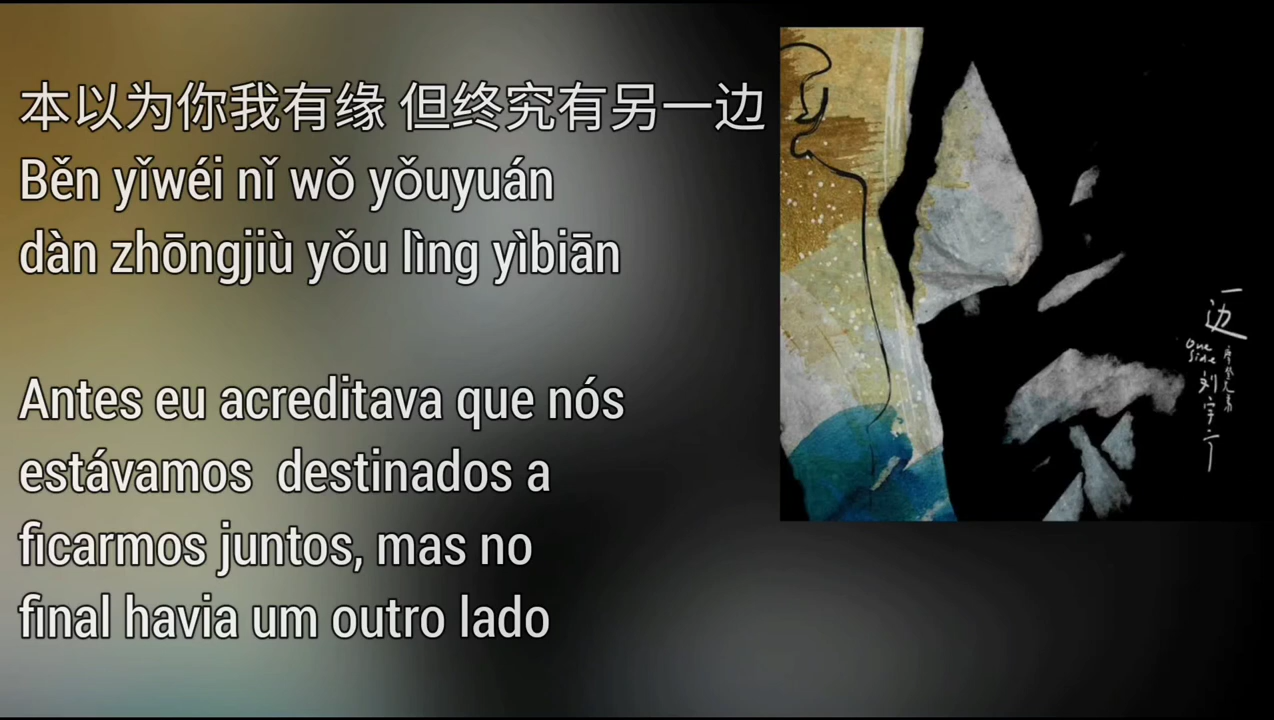 本以为你我有缘 但终究有另一边
Běn yǐwéi nǐ wǒ yǒuyuán
dàn zhōngjiù yǒu lìng yìbiān
Antes eu acreditava que nós
estávamos destinados a
ficarmos juntos, mas no
final havia um outro lado
一边
One
Side
刘宇宁